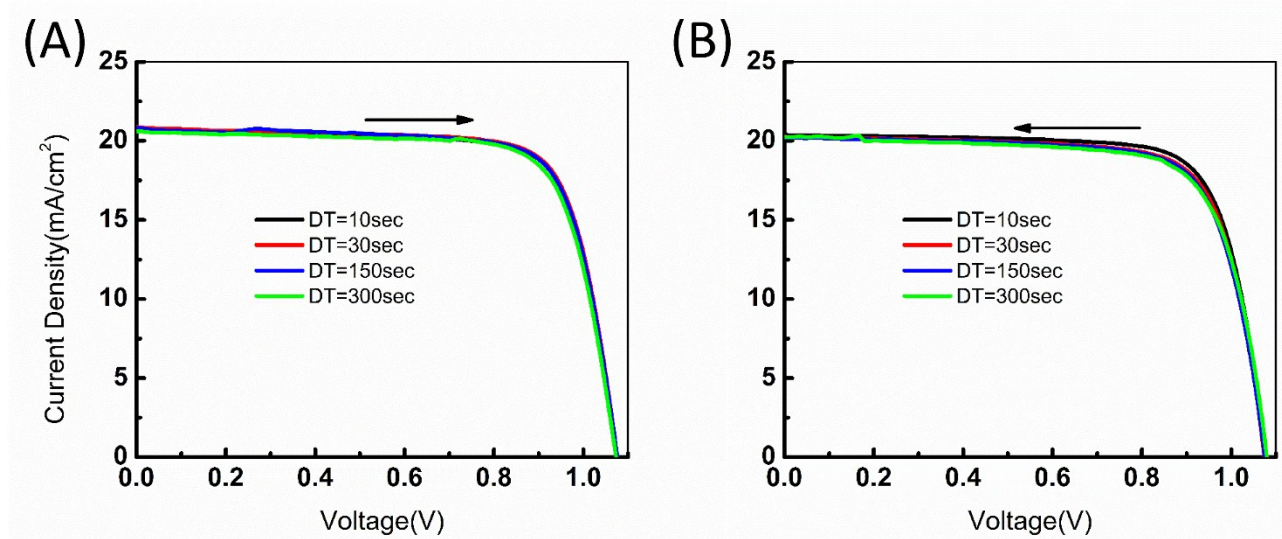 (A)
25
20
15
10
5
0
Current Density(mA/cm²)
DT=10sec
DT=30sec
DT=150sec
DT=300sec
0.0 0.2 0.4 0.6 0.8 1.0
Voltage(V)
(B)
25
20
15
10
5
0
DT=10sec
DT=30sec
DT=150sec
DT=300sec
0.0 0.2 0.4 0.6 0.8 1.0
Voltage(V)